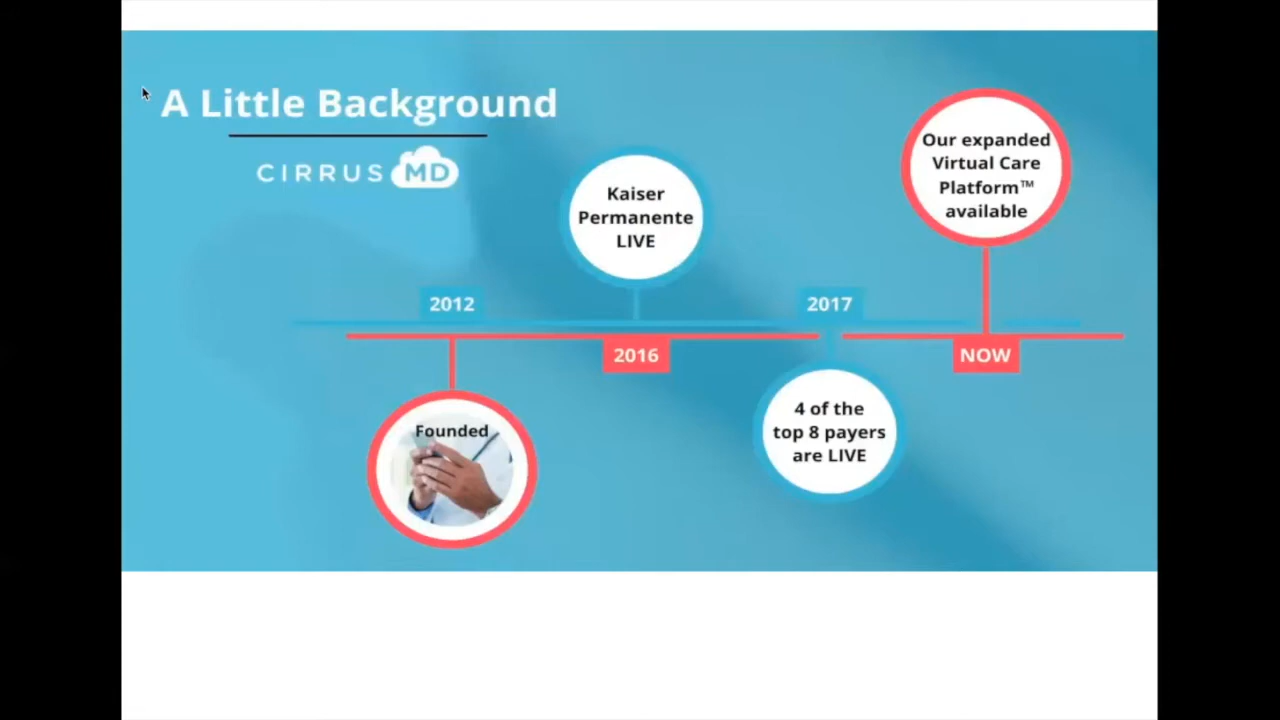 A Little Background
CIRRUS MD
Our expanded
Virtual Care
Platform™
available
Kaiser
Permanente
LIVE
2012
2017
2016
NOW
Founded
4 of the
top 8 payers
are LIVE